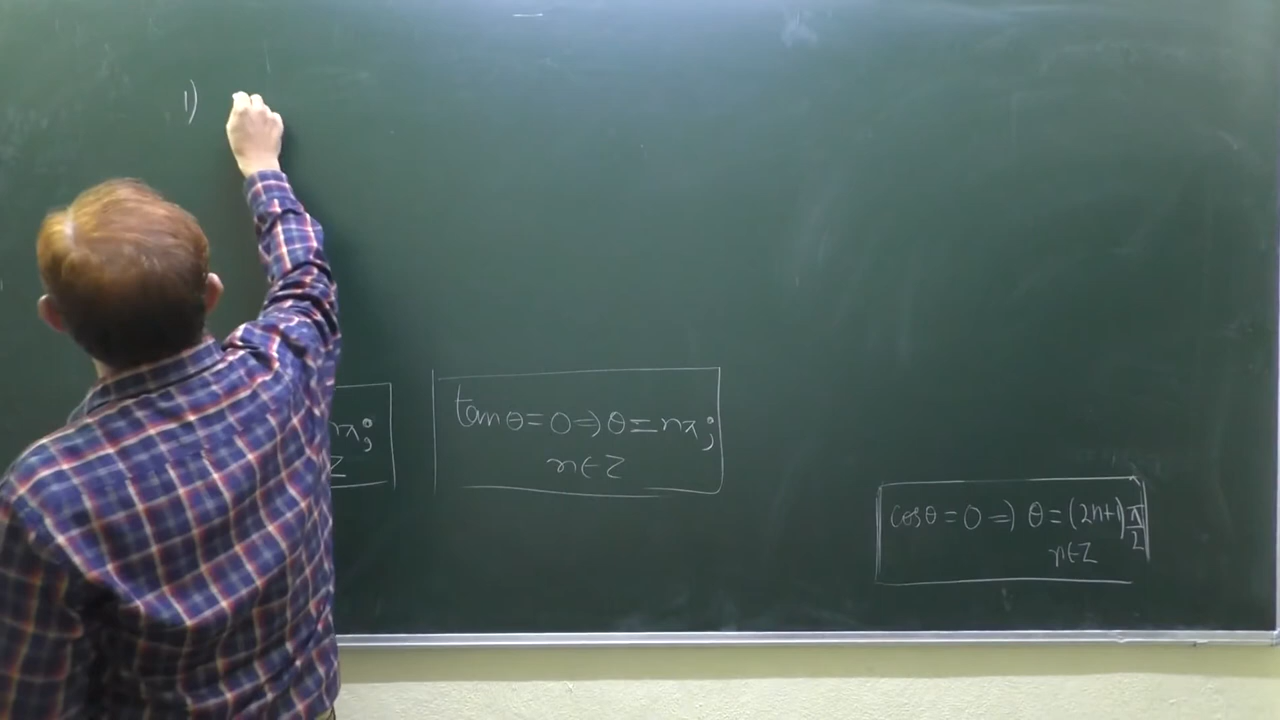 1)
nπ;
Z
tanθ = 0 ⇒ θ = nπ;
n∈Z
cosθ = 0 ⇒ θ = (2n+1)π/2
n∈Z